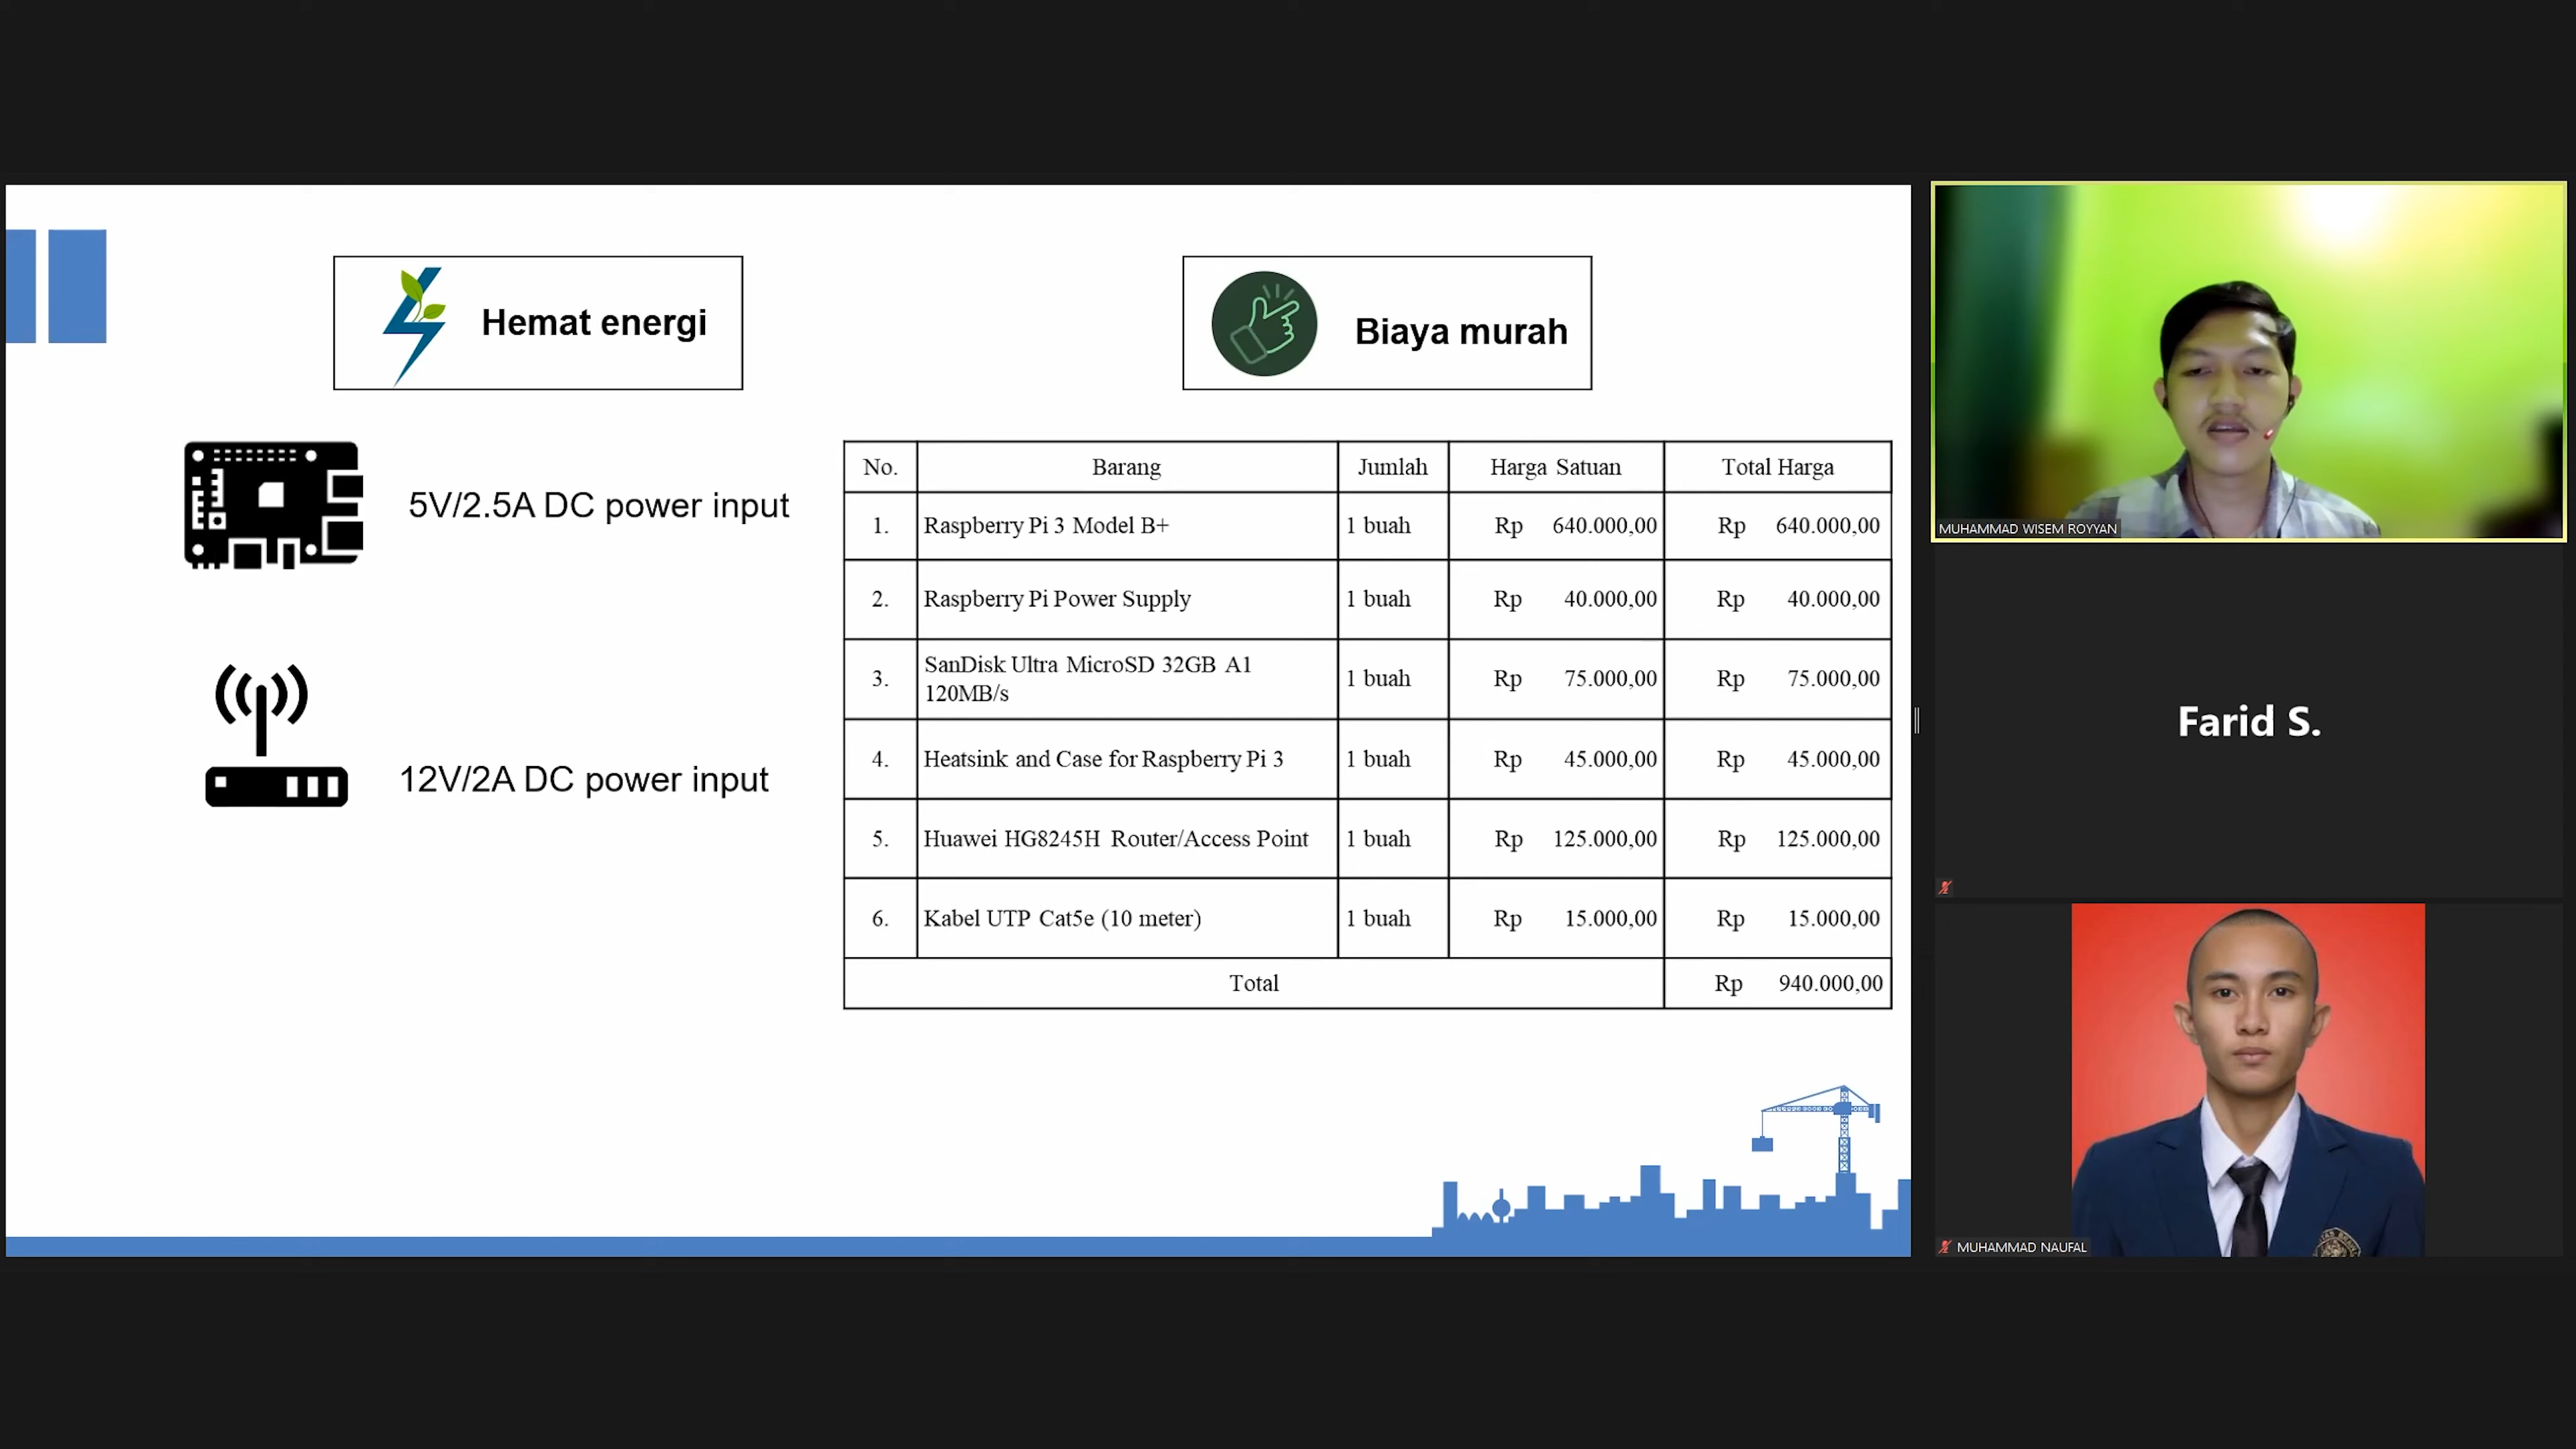 Hemat energi
Biaya murah
5V/2.5A DC power input
12V/2A DC power input
No. Barang Jumlah Harga Satuan Total Harga
1. Raspberry Pi 3 Model B+ 1 buah Rp 640.000,00 Rp 640.000,00
2. Raspberry Pi Power Supply 1 buah Rp 40.000,00 Rp 40.000,00
3. SanDisk Ultra MicroSD 32GB A1
120MB/s 1 buah Rp 75.000,00 Rp 75.000,00
4. Heatsink and Case for Raspberry Pi 3 1 buah Rp 45.000,00 Rp 45.000,00
5. Huawei HG8245H Router/Access Point 1 buah Rp 125.000,00 Rp 125.000,00
6. Kabel UTP Cat5e (10 meter) 1 buah Rp 15.000,00 Rp 15.000,00
Total Rp 940.000,00
MUHAMMAD WISEM ROYYAN
Farid S.
MUHAMMAD NAUFAL